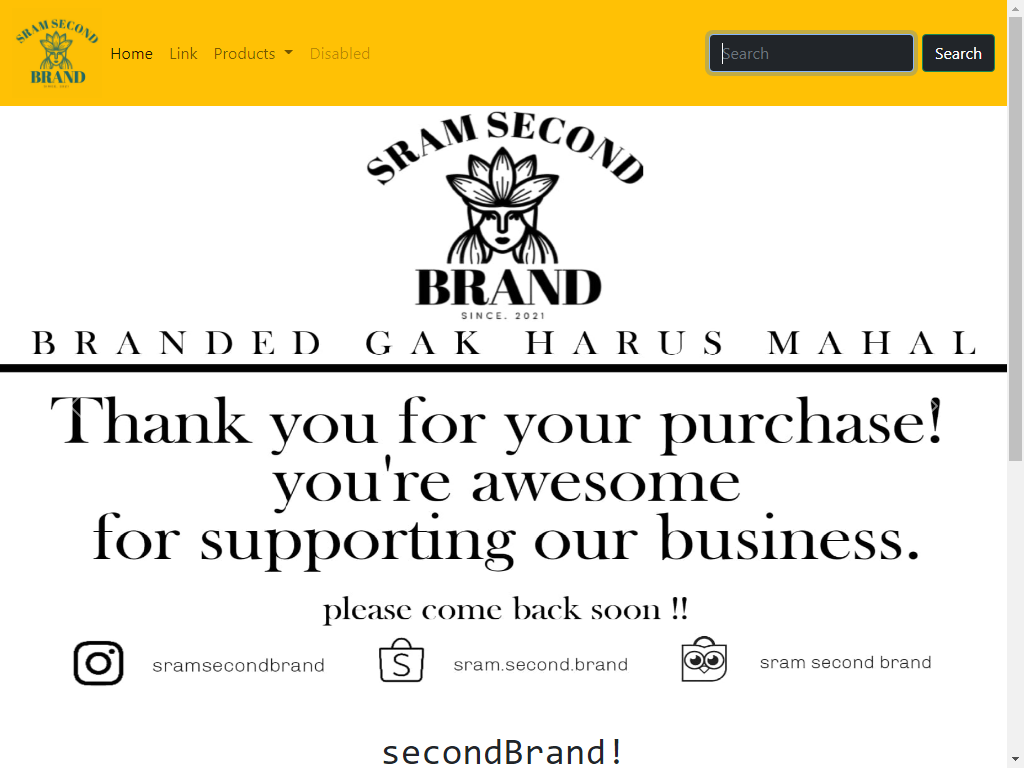 SRAM SECOND
BRAND
SINCE. 2021
Home
Link
Products
Disabled
Search
Search
SRAM SECOND
BRAND
SINCE. 2021
BRANDED GAK HARUS MAHAL
Thank you for your purchase!
you're awesome
for supporting our business.
please come back soon !!
sramsecondbrand
S
sram.second.brand
sram second brand
secondBrand!